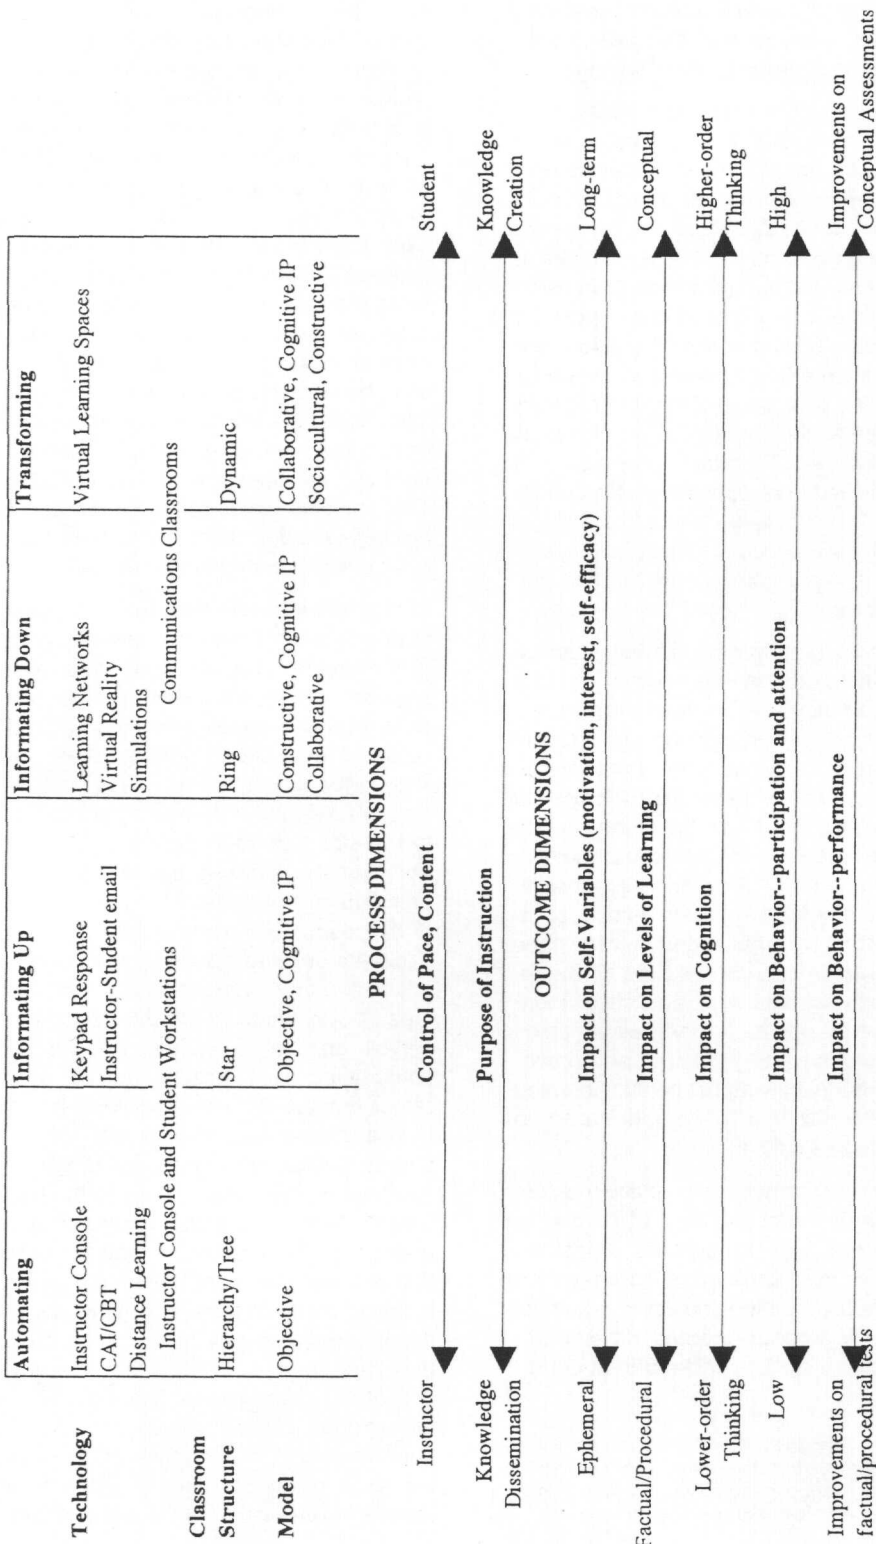 Automating Informating Up Informating Down Transforming
Technology Instructor Console Keypad Response Learning Networks Virtual Learning Spaces
CAI/CBT Instructor-Student email Virtual Reality
Distance Learning Simulations
Instructor Console and Student Workstations Communications Classrooms
Classroom
Structure Hierarchy/Tree Star Ring Dynamic
Model Objective Objective, Cognitive IP Constructive, Cognitive IP Collaborative, Cognitive IP
Collaborative Sociocultural, Constructive
PROCESS DIMENSIONS
Control of Pace, Content
Instructor Student
Purpose of Instruction
Knowledge Knowledge
Dissemination Creation
OUTCOME DIMENSIONS
Impact on Self-Variables (motivation, interest, self-efficacy)
Ephemeral Long-term
Impact on Levels of Learning
Factual/Procedural Conceptual
Impact on Cognition
Lower-order Higher-order
Thinking Thinking
Impact on Behavior--participation and attention
Low High
Impact on Behavior--performance
Improvements on Improvements on
factual/procedural tests Conceptual Assessments